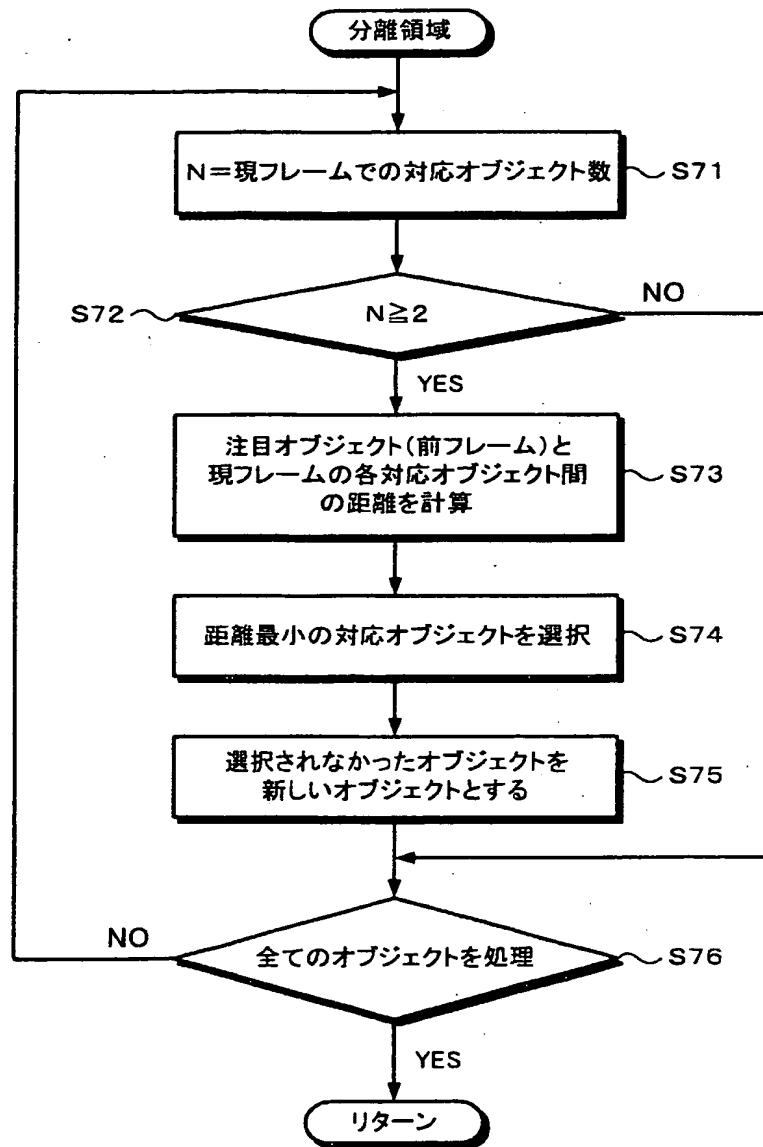 分離領域
N=現フレームでの対応オブジェクト数
S71
S72
N≧2
NO
YES
注目オブジェクト(前フレーム)と
現フレームの各対応オブジェクト間
の距離を計算
S73
距離最小の対応オブジェクトを選択
S74
選択されなかったオブジェクトを
新しいオブジェクトとする
S75
NO
全てのオブジェクトを処理
S76
YES
リターン